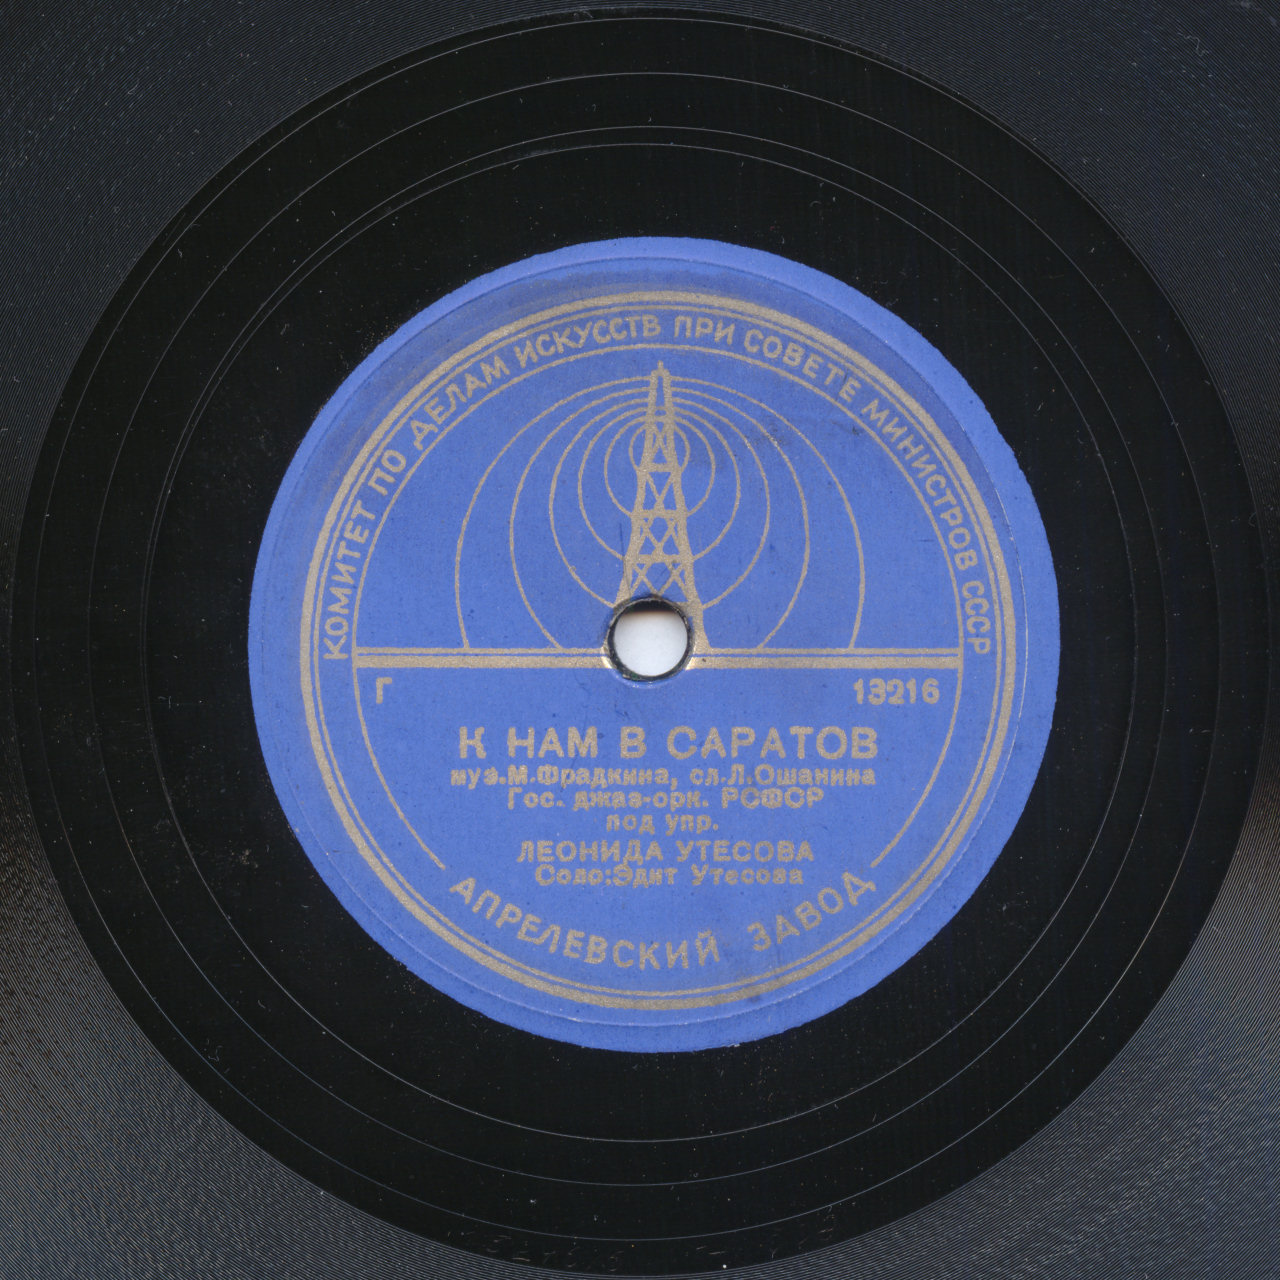 КОМИТЕТ ПО ДЕЛАМ ИСКУССТВ ПРИ СОВЕТЕ МИНИСТРОВ СССР
Г 13216
К НАМ В САРАТОВ
муз.М.Фрадкина, сл.Л.Ошанина
Гос. джаз-орк. РСФСР
под упр.
ЛЕОНИДА УТЕСОВА
Соло:Эдит Утесова
АПРЕЛЕВСКИЙ ЗАВОД